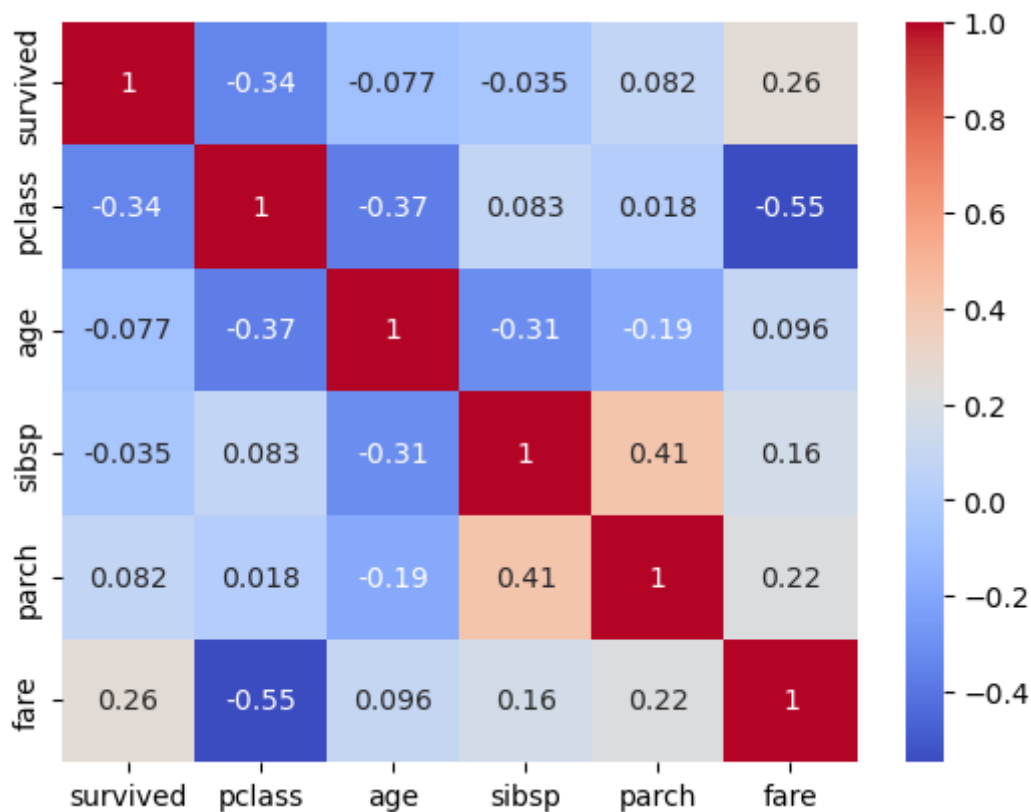 survived 1 -0.34 -0.077 -0.035 0.082 0.26
pclass -0.34 1 -0.37 0.083 0.018 -0.55
age -0.077 -0.37 1 -0.31 -0.19 0.096
sibsp -0.035 0.083 -0.31 1 0.41 0.16
parch 0.082 0.018 -0.19 0.41 1 0.22
fare 0.26 -0.55 0.096 0.16 0.22 1
survived pclass age sibsp parch fare
1.0
0.8
0.6
0.4
0.2
0.0
−0.2
−0.4